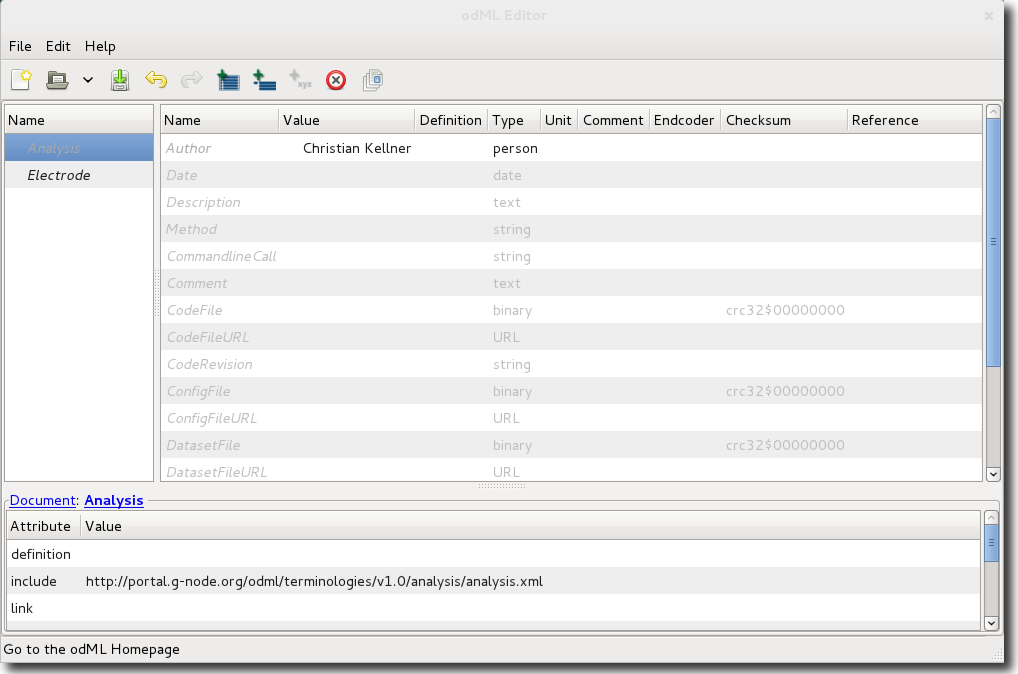 odML Editor
File Edit Help
xyz
Name
Analysis
Electrode
Name Value Definition Type Unit Comment Endcoder Checksum Reference
Author Christian Kellner person
Date date
Description text
Method string
CommandlineCall string
Comment text
CodeFile binary crc32$00000000
CodeFileURL URL
CodeRevision string
ConfigFile binary crc32$00000000
ConfigFileURL URL
DatasetFile binary crc32$00000000
DatasetFileURL URL
Document: Analysis
Attribute Value
definition
include http://portal.g-node.org/odml/terminologies/v1.0/analysis/analysis.xml
link
Go to the odML Homepage